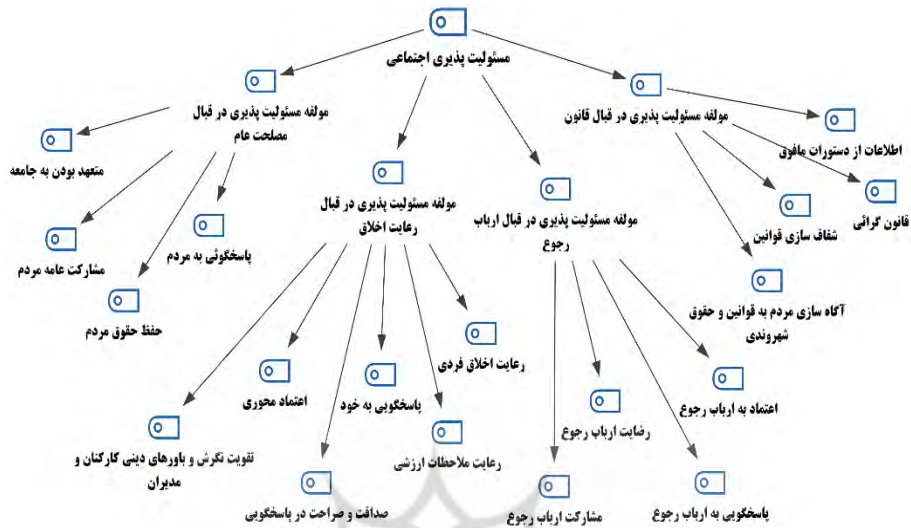 مسئولیت پذیری اجتماعی
مولفه مسئولیت پذیری در قبال قانون
مولفه مسئولیت پذیری در قبال
مصلحت عام
اطلاعات از دستورات مافوق
متعهد بودن به جامعه
قانون گرائی
شفاف سازی قوانین
مولفه مسئولیت پذیری در قبال ارباب
رجوع
مولفه مسئولیت پذیری در قبال
رعایت اخلاق
پاسخگوئی به مردم
مشارکت عامه مردم
آگاه سازی مردم به قوانین و حقوق
شهروندی
حفظ حقوق مردم
رعایت اخلاق فردی
اعتماد به ارباب رجوع
پاسخگویی به خود
اعتماد محوری
رضایت ارباب رجوع
رعایت ملاحظات ارزشی
تقویت نگرش و باورهای دینی کارکنان و
مدیران
پاسخگویی به ارباب رجوع
مشارکت ارباب رجوع
صداقت و صراحت در پاسخگویی